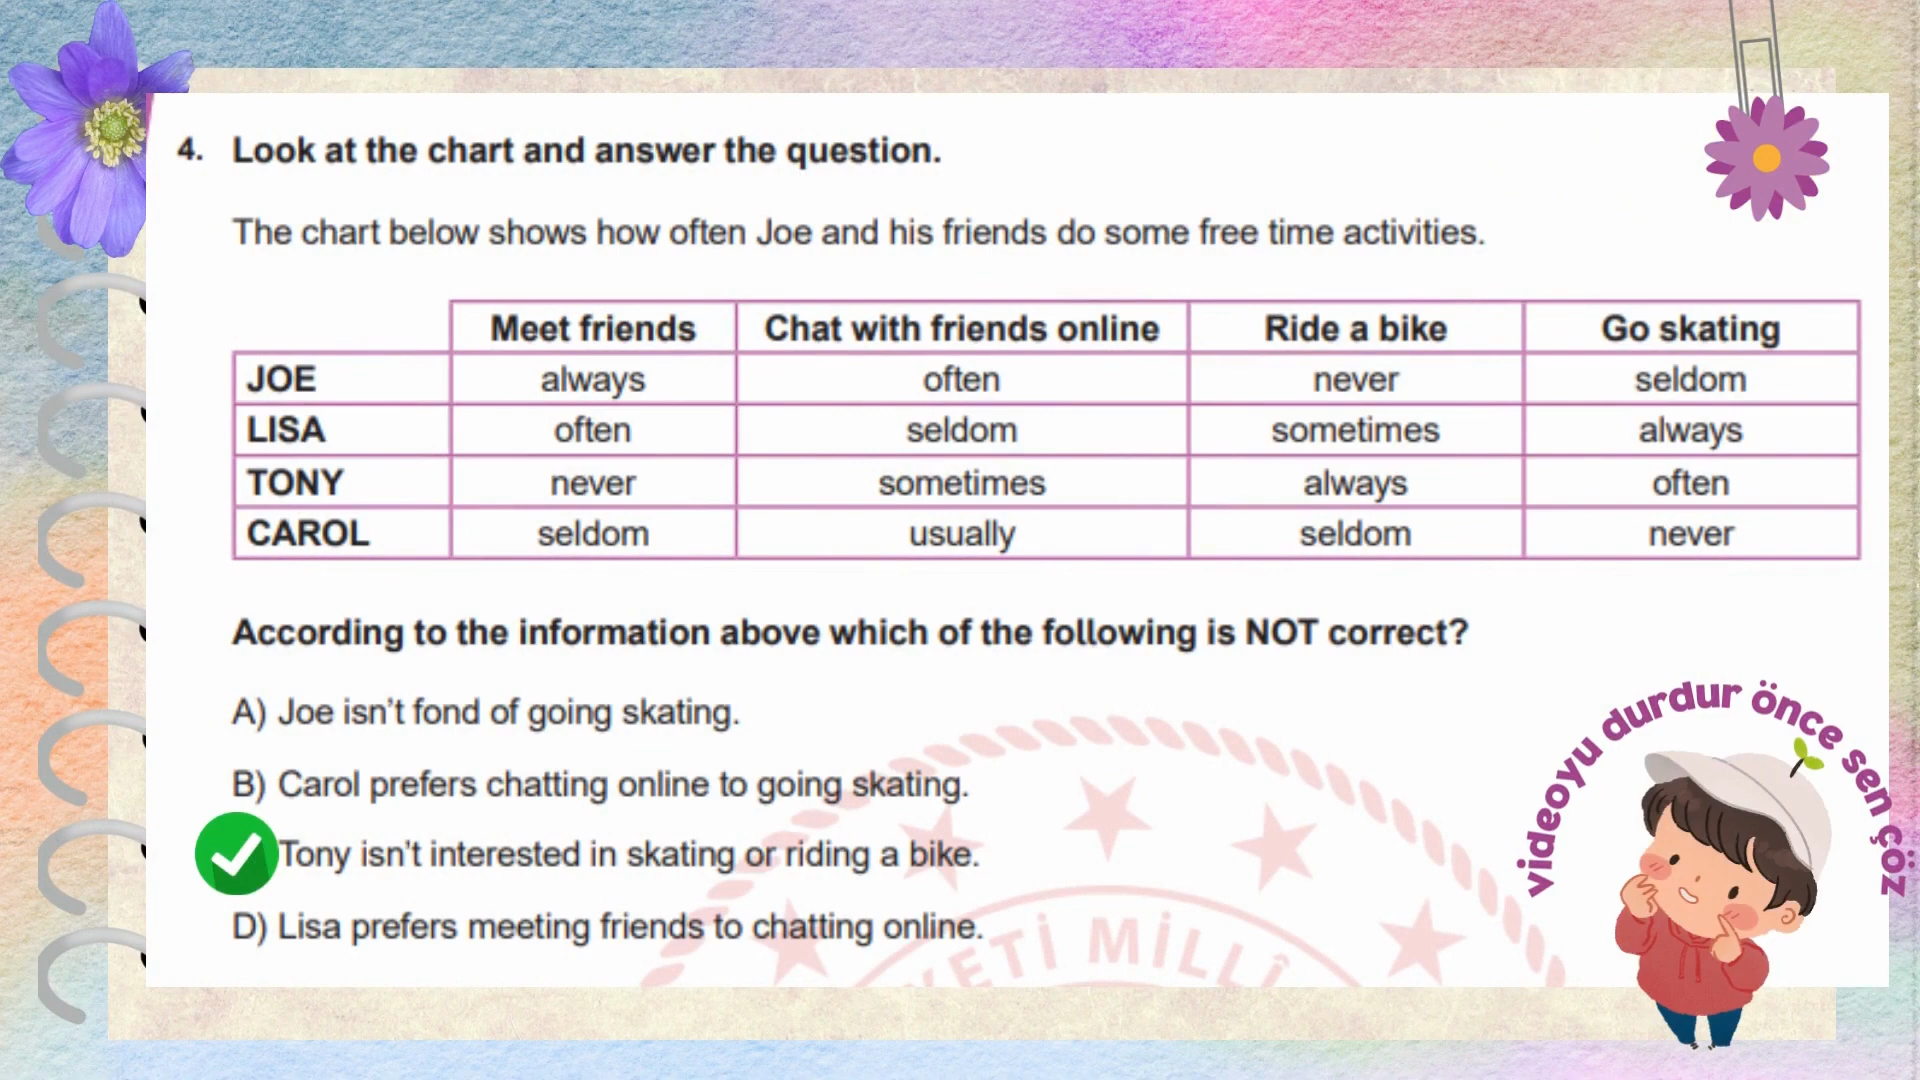 4. Look at the chart and answer the question.
The chart below shows how often Joe and his friends do some free time activities.
Meet friends Chat with friends online Ride a bike Go skating
JOE always often never seldom
LISA often seldom sometimes always
TONY never sometimes always often
CAROL seldom usually seldom never
According to the information above which of the following is NOT correct?
A) Joe isn't fond of going skating.
B) Carol prefers chatting online to going skating.
Tony isn't interested in skating or riding a bike.
D) Lisa prefers meeting friends to chatting online.
videoyu durdur önce sen çöz
YETİ MİLLÎ